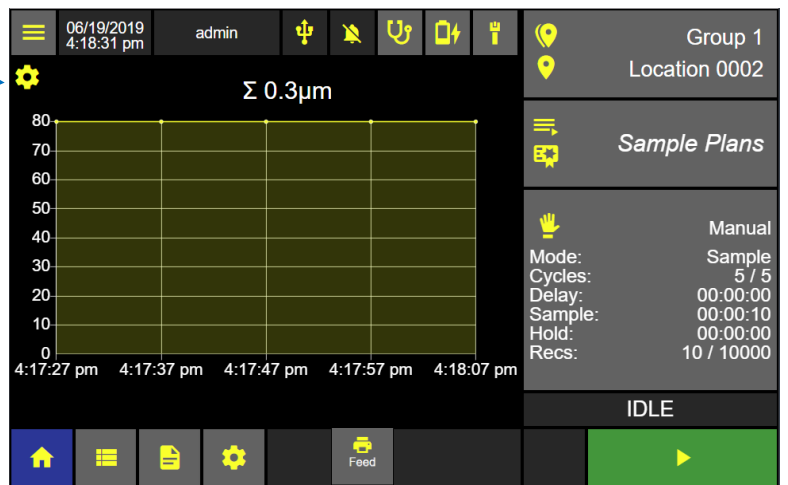 06/19/2019
4:18:31 pm
admin
Σ 0.3µm
80
70
60
50
40
30
20
10
0
4:17:27 pm 4:17:37 pm 4:17:47 pm 4:17:57 pm 4:18:07 pm
Group 1
Location 0002
Sample Plans
Manual
Mode: Sample
Cycles: 5 / 5
Delay: 00:00:00
Sample: 00:00:10
Hold: 00:00:00
Recs: 10 / 10000
IDLE
Feed